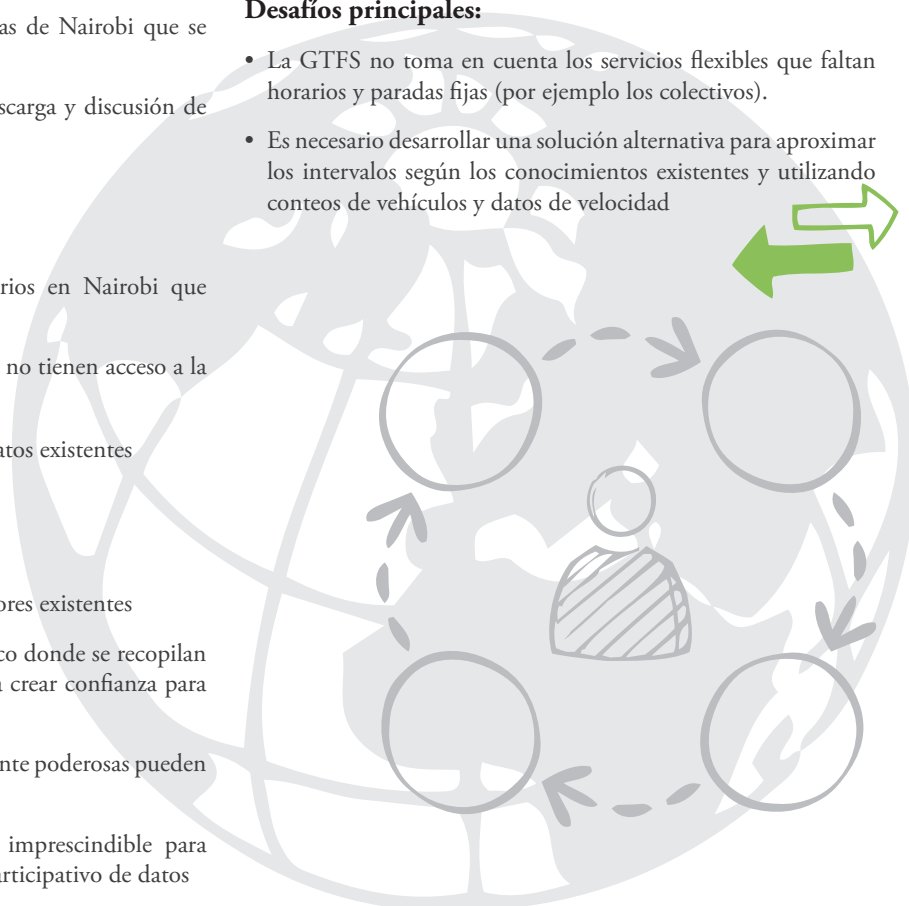 as de Nairobi que se
scarga y discusión de
rios en Nairobi que
no tienen acceso a la
atos existentes
ores existentes
co donde se recopilan
crear confianza para
nte poderosas pueden
imprescindible para
articipativo de datos
Desafíos principales:
• La GTFS no toma en cuenta los servicios flexibles que faltan
horarios y paradas fijas (por ejemplo los colectivos).
• Es necesario desarrollar una solución alternativa para aproximar
los intervalos según los conocimientos existentes y utilizando
conteos de vehículos y datos de velocidad